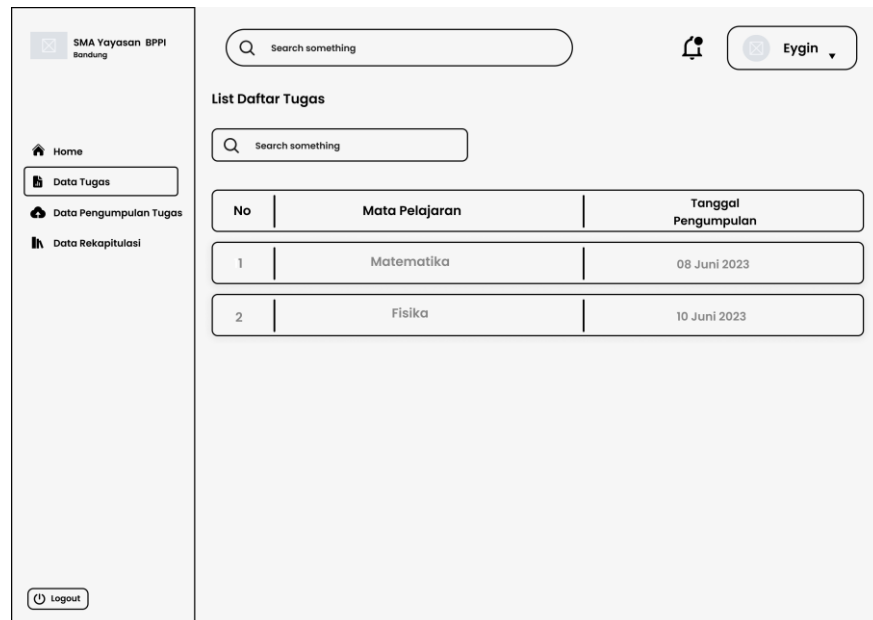 SMA Yayasan BPPI
Bandung
Home
Data Tugas
Data Pengumpulan Tugas
Data Rekapitulasi
Logout
Search something
Eygin
List Daftar Tugas
Search something
No Mata Pelajaran Tanggal
Pengumpulan
1 Matematika 08 Juni 2023
2 Fisika 10 Juni 2023